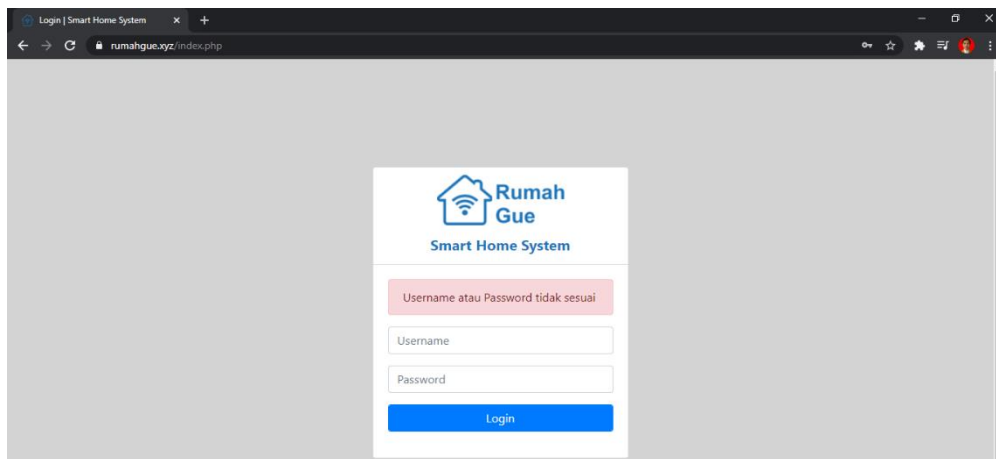 Login | Smart Home System
rumahgue.xyz/index.php
Rumah
Gue
Smart Home System
Username atau Password tidak sesuai
Username
Password
Login